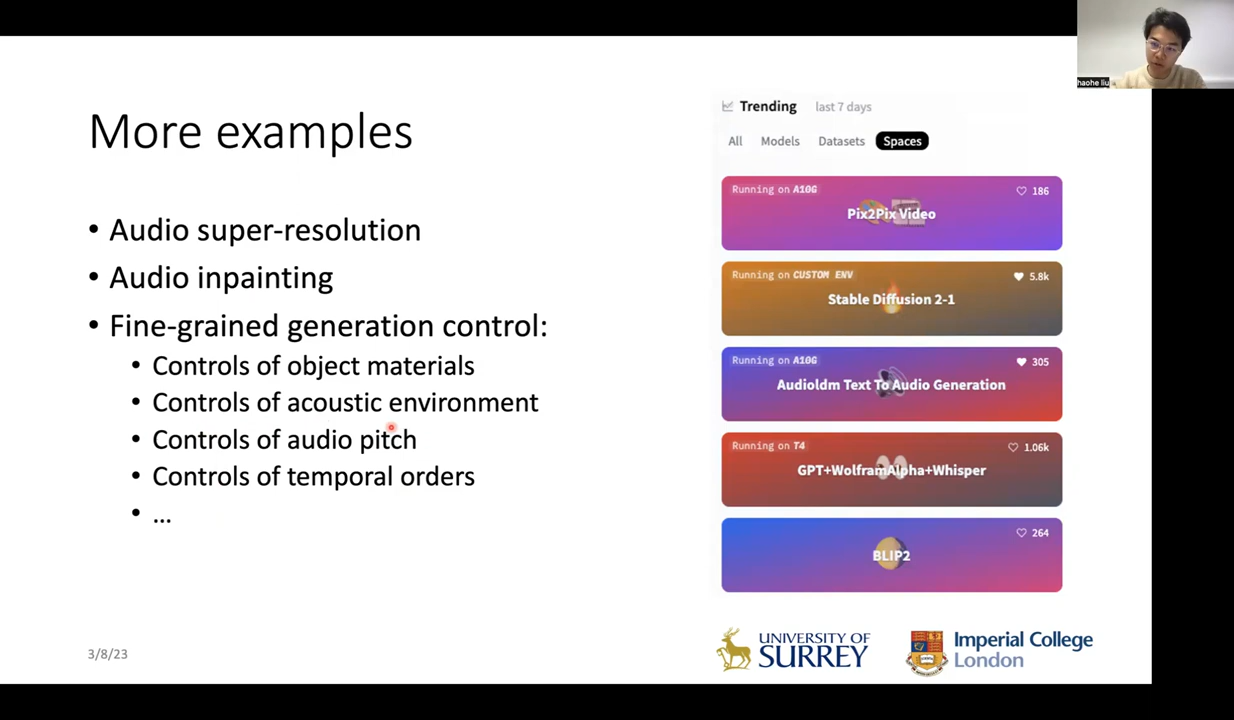 haohe liu
More examples
• Audio super-resolution
• Audio inpainting
• Fine-grained generation control:
• Controls of object materials
• Controls of acoustic environment
• Controls of audio pitch
• Controls of temporal orders
• ...
3/8/23
Trending last 7 days
All Models Datasets Spaces
Running on A10G 186
Pix2Pix Video
Running on CUSTOM ENV 5.8k
Stable Diffusion 2-1
Running on A10G 305
Audioldm Text To Audio Generation
Running on T4 1.06k
GPT+WolframAlpha+Whisper
264
BLIP2
UNIVERSITY OF
SURREY
Imperial College
London